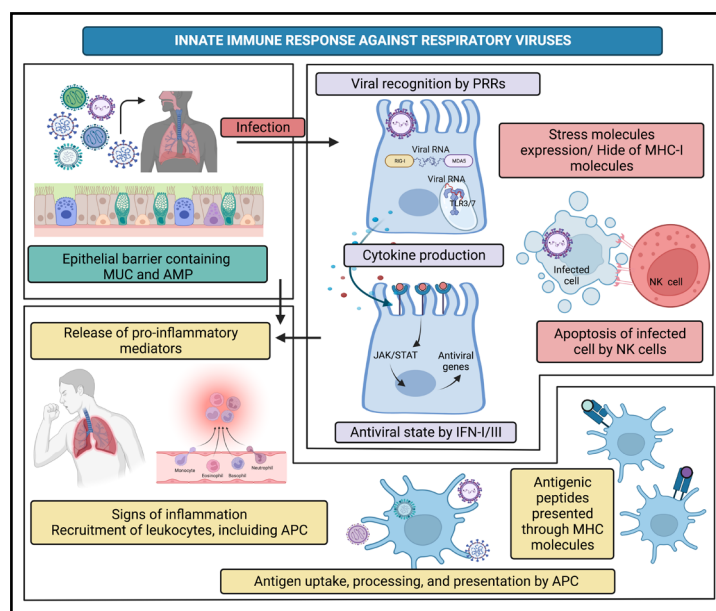 INNATE IMMUNE RESPONSE AGAINST RESPIRATORY VIRUSES
Viral recognition by PRRs
Infection
Viral RNA
RIG-I
MDA5
Viral RNA
TLR3/7
Stress molecules
expression/ Hide of MHC-I
molecules
Epithelial barrier containing
MUC and AMP
Cytokine production
Infected
cell
NK cell
Release of pro-inflammatory
mediators
JAK/STAT
Antiviral
genes
Apoptosis of infected
cell by NK cells
Antiviral state by IFN-I/III
Monocyte
Eosinophil
Basophil
Neutrophil
Signs of inflammation
Recruitment of leukocytes, incluiding APC
Antigenic
peptides
presented
through MHC
molecules
Antigen uptake, processing, and presentation by APC